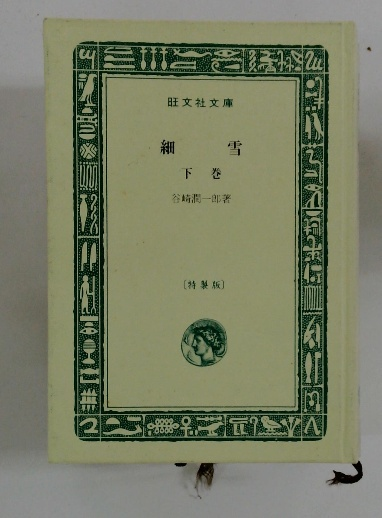 旺文社文庫
細雪
下巻
谷崎潤一郎著
[特製版]